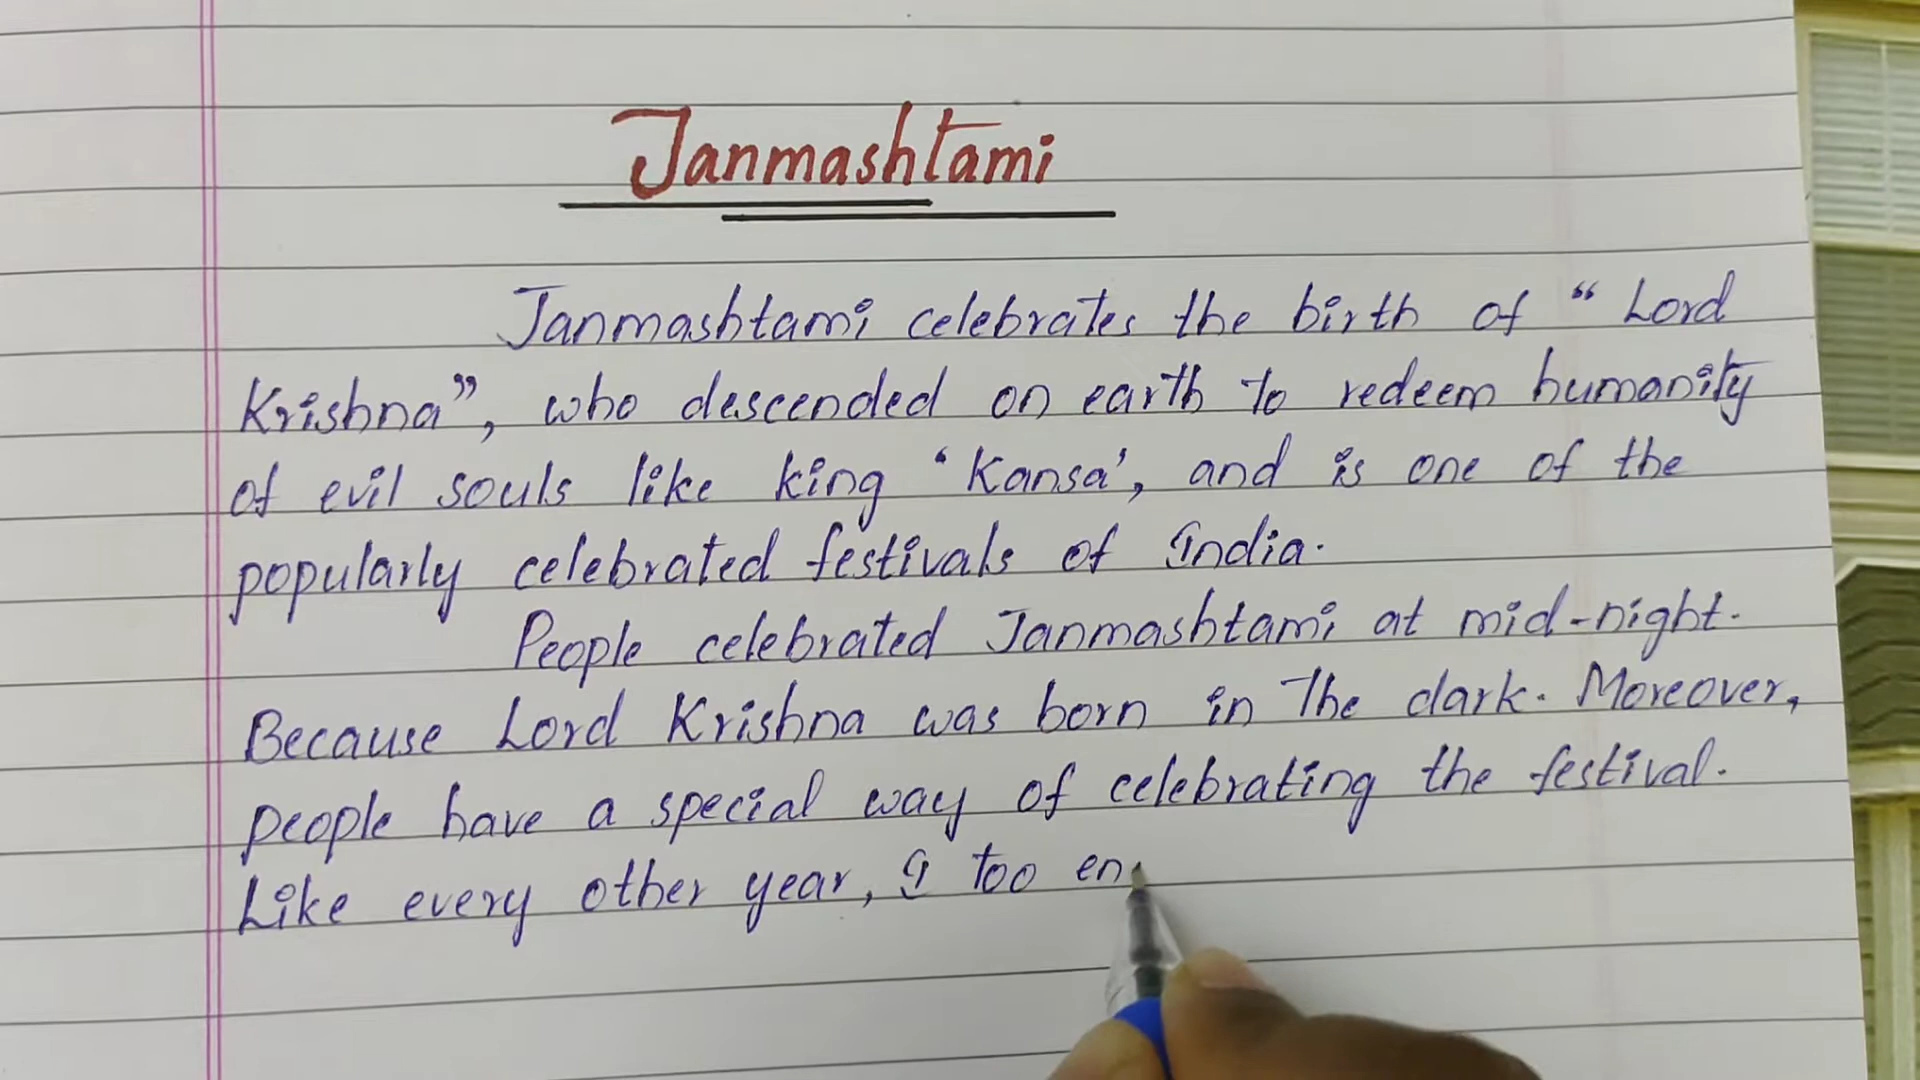 Janmashtami
Janmashtami celebrates the birth of “Lord
Krishna”, who descended on earth to redeem humanity
of evil souls like king ‘Kansa’, and is one of the
popularly celebrated festivals of India.
People celebrated Janmashtami at mid-night.
Because Lord Krishna was born in The dark. Moreover,
people have a special way of celebrating the festival.
Like every other year, I too en